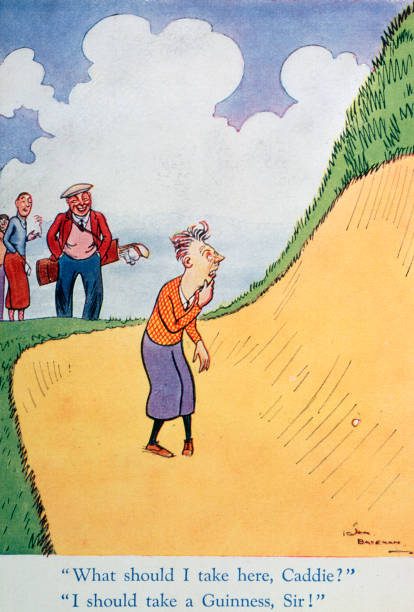 BATEMAN
"What should I take here, Caddie?"
"I should take a Guinness, Sir!"